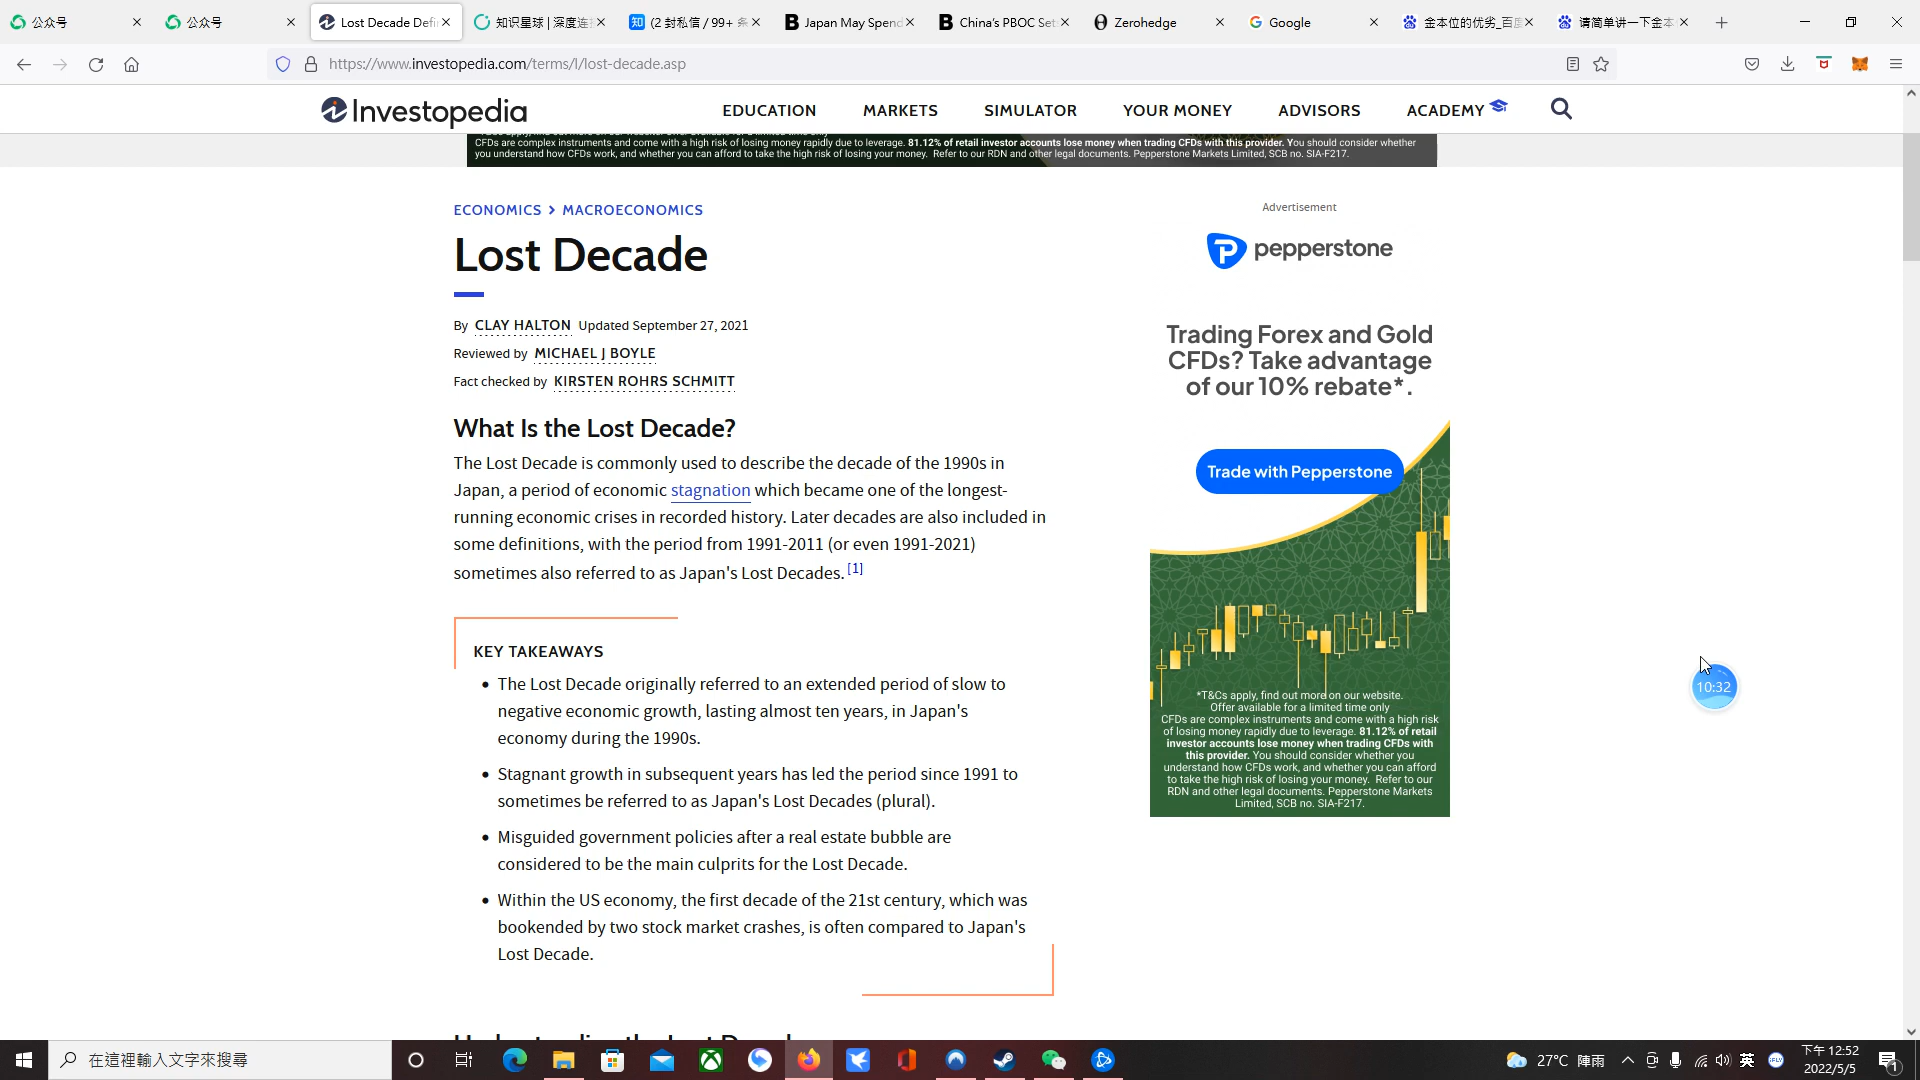 公众号
公众号
Lost Decade Defi
知识星球 | 深度连
(2 封私信 / 99+ 条
Japan May Spend
China's PBOC Set
Zerohedge
Google
金本位的优劣_百度
请简单讲一下金本
https://www.investopedia.com/terms/l/lost-decade.asp
Investopedia
EDUCATION
MARKETS
SIMULATOR
YOUR MONEY
ADVISORS
ACADEMY
CFDs are complex instruments and come with a high risk of losing money rapidly due to leverage. 81.12% of retail investor accounts lose money when trading CFDs with this provider. You should consider whether
you understand how CFDs work, and whether you can afford to take the high risk of losing your money. Refer to our RDN and other legal documents. Pepperstone Markets Limited, SCB no. SIA-F217.
ECONOMICS > MACROECONOMICS
Lost Decade
By CLAY HALTON Updated September 27, 2021
Reviewed by MICHAEL J BOYLE
Fact checked by KIRSTEN ROHRS SCHMITT
What Is the Lost Decade?
The Lost Decade is commonly used to describe the decade of the 1990s in
Japan, a period of economic stagnation which became one of the longest-
running economic crises in recorded history. Later decades are also included in
some definitions, with the period from 1991-2011 (or even 1991-2021)
sometimes also referred to as Japan's Lost Decades. [1]
KEY TAKEAWAYS
• The Lost Decade originally referred to an extended period of slow to
negative economic growth, lasting almost ten years, in Japan's
economy during the 1990s.
• Stagnant growth in subsequent years has led the period since 1991 to
sometimes be referred to as Japan's Lost Decades (plural).
• Misguided government policies after a real estate bubble are
considered to be the main culprits for the Lost Decade.
• Within the US economy, the first decade of the 21st century, which was
bookended by two stock market crashes, is often compared to Japan's
Lost Decade.
Advertisement
pepperstone
Trading Forex and Gold
CFDs? Take advantage
of our 10% rebate*.
Trade with Pepperstone
*T&Cs apply, find out more on our website.
Offer available for a limited time only
CFDs are complex instruments and come with a high risk
of losing money rapidly due to leverage. 81.12% of retail
investor accounts lose money when trading CFDs with
this provider. You should consider whether you
understand how CFDs work, and whether you can afford
to take the high risk of losing your money. Refer to our
RDN and other legal documents. Pepperstone Markets
Limited, SCB no. SIA-F217.
10:32
在這裡輸入文字來搜尋
27°C 陣雨
英
下午 12:52
2022/5/5
1